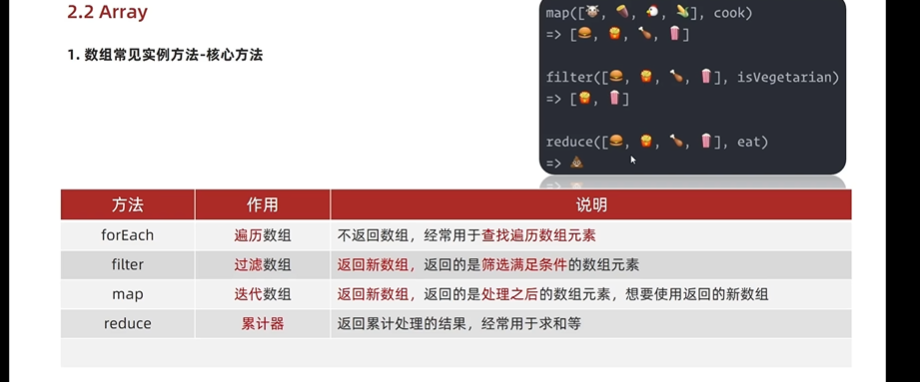 2.2 Array
1. 数组常见实例方法-核心方法
map([🐮, 🍠, 🐔, 🌽], cook)
=> [🍔, 🍟, 🍗, 🥤]
filter([🍔, 🍟, 🍗, 🥤], isVegetarian)
=> [🍟, 🥤]
reduce([🍔, 🍟, 🍗, 🥤], eat)
=> 💩
方法 作用 说明
forEach 遍历数组 不返回数组，经常用于查找遍历数组元素
filter 过滤数组 返回新数组，返回的是筛选满足条件的数组元素
map 迭代数组 返回新数组，返回的是处理之后的数组元素，想要使用返回的新数组
reduce 累计器 返回累计处理的结果，经常用于求和等